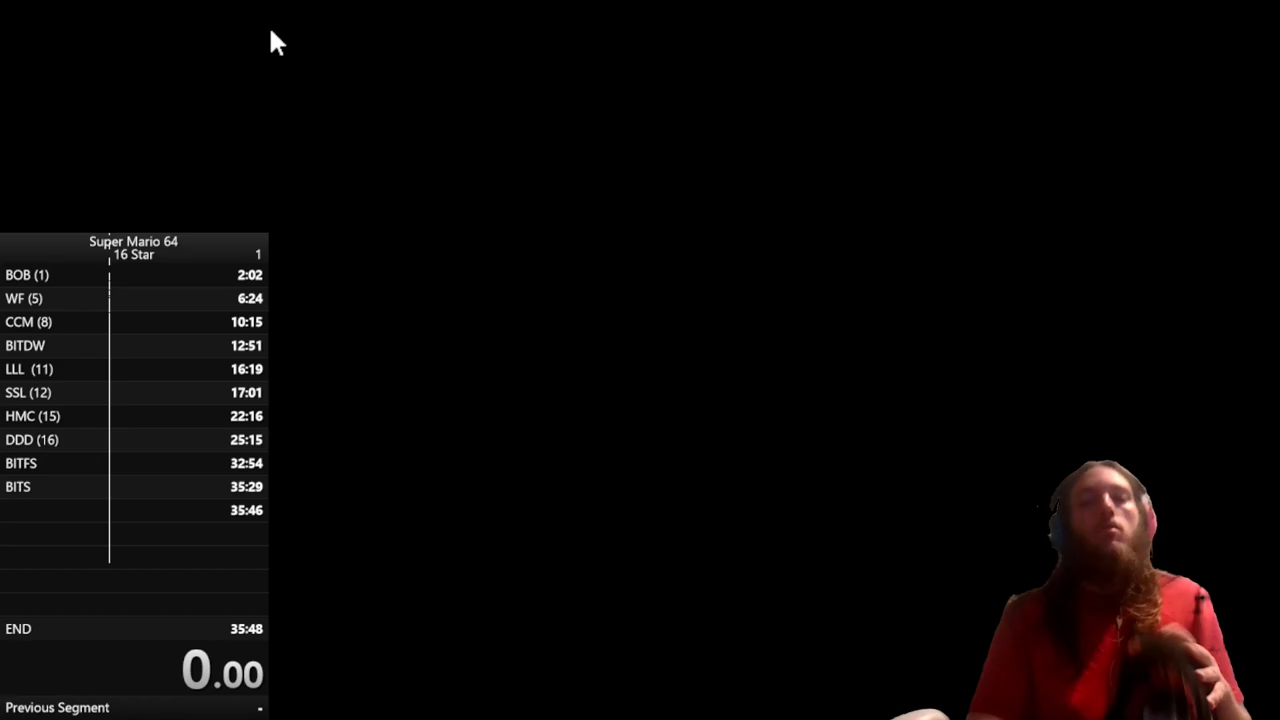 Super Mario 64
16 Star 1
BOB (1) 2:02
WF (5) 6:24
CCM (8) 10:15
BITDW 12:51
LLL (11) 16:19
SSL (12) 17:01
HMC (15) 22:16
DDD (16) 25:15
BITFS 32:54
BITS 35:29
35:46
END 35:48
0.00
Previous Segment -